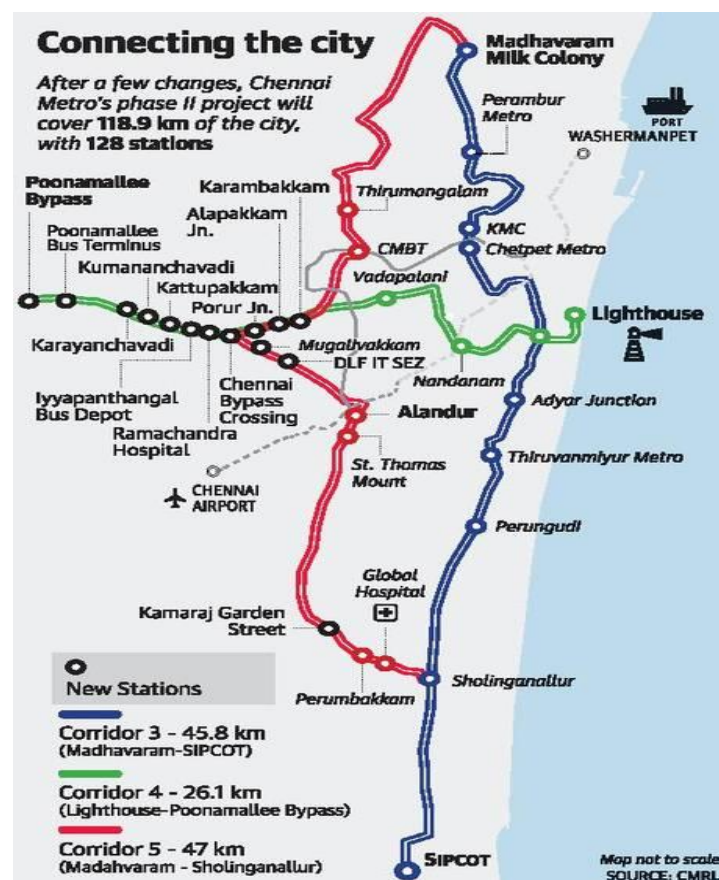 Connecting the city
After a few changes, Chennai
Metro's phase II project will
cover 118.9 km of the city,
with 128 stations
Madhavaram
Milk Colony
Perambur
Metro
PORT
WASHERMANPET
Poonamallee
Bypass
Poonamallee
Bus Terminus
Kumananchavadi
Kattupakkam
Porur Jn.
Alapakkam
Jn.
Karambakkam
Thirumangalam
KMC
CMBT
Chetpet Metro
Vadapalani
Lighthouse
Karayanchavadi
Iyyapanthangal
Bus Depot
Ramachandra
Hospital
Chennai
Bypass
Crossing
Mugalivakkam
DLF IT SEZ
Nandanam
Alandur
Adyar Junction
St. Thomas
Mount
Thiruvanmiyur Metro
CHENNAI
AIRPORT
Perungudi
Global
Hospital
Kamaraj Garden
Street
Perumbakkam
Sholinganallur
New Stations
Corridor 3 - 45.8 km
(Madhavaram-SIPCOT)
Corridor 4 - 26.1 km
(Lighthouse-Poonamallee Bypass)
Corridor 5 - 47 km
(Madahvaram - Sholinganallur)
SIPCOT
Map not to scale
SOURCE: CMRL